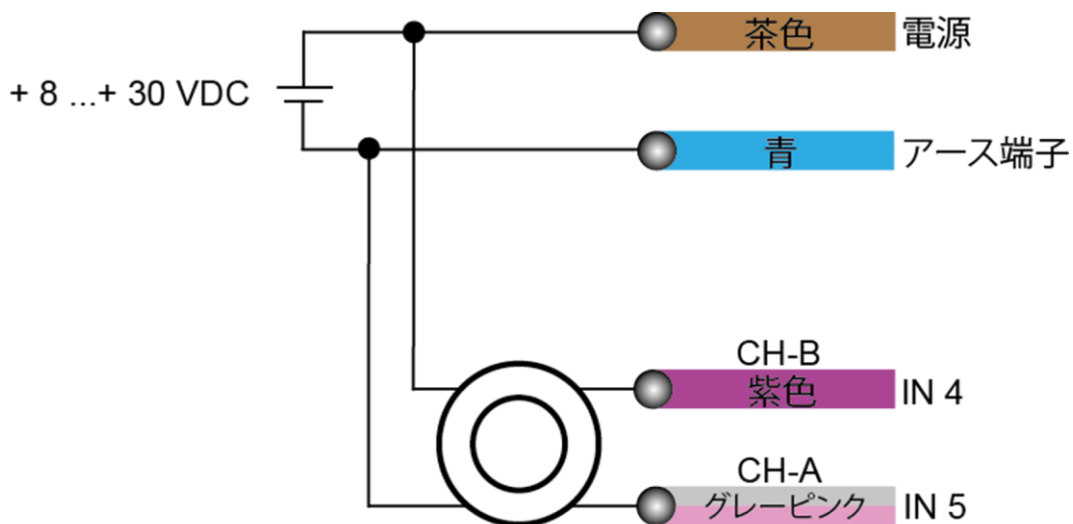 茶色 電源
+ 8 ...+ 30 VDC
青 アース端子
CH-B
紫色 IN 4
CH-A
グレーピンク IN 5